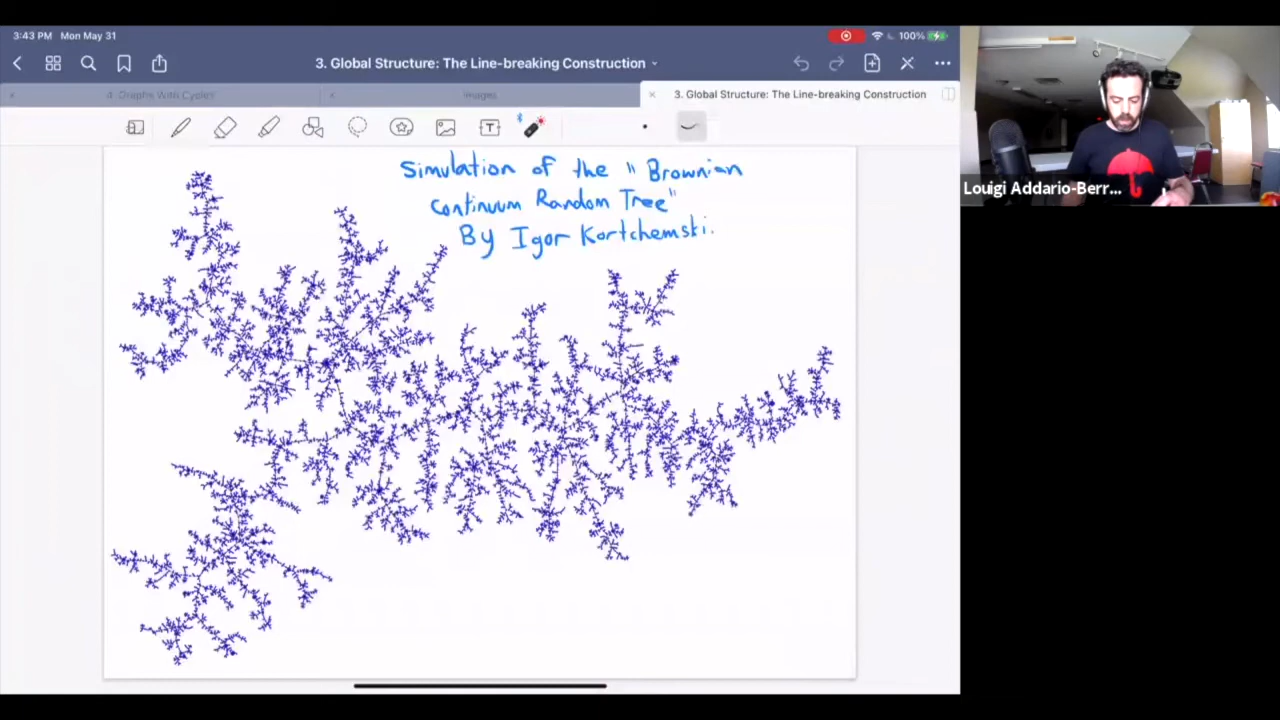 3:43 PM Mon May 31
100%
3. Global Structure: The Line-breaking Construction
4. Graphs With Cycles
Images
3. Global Structure: The Line-breaking Construction
T
Simulation of the "Brownian
Continuum Random Tree"
By Igor Kortchemski.
Louigi Addario-Berr...